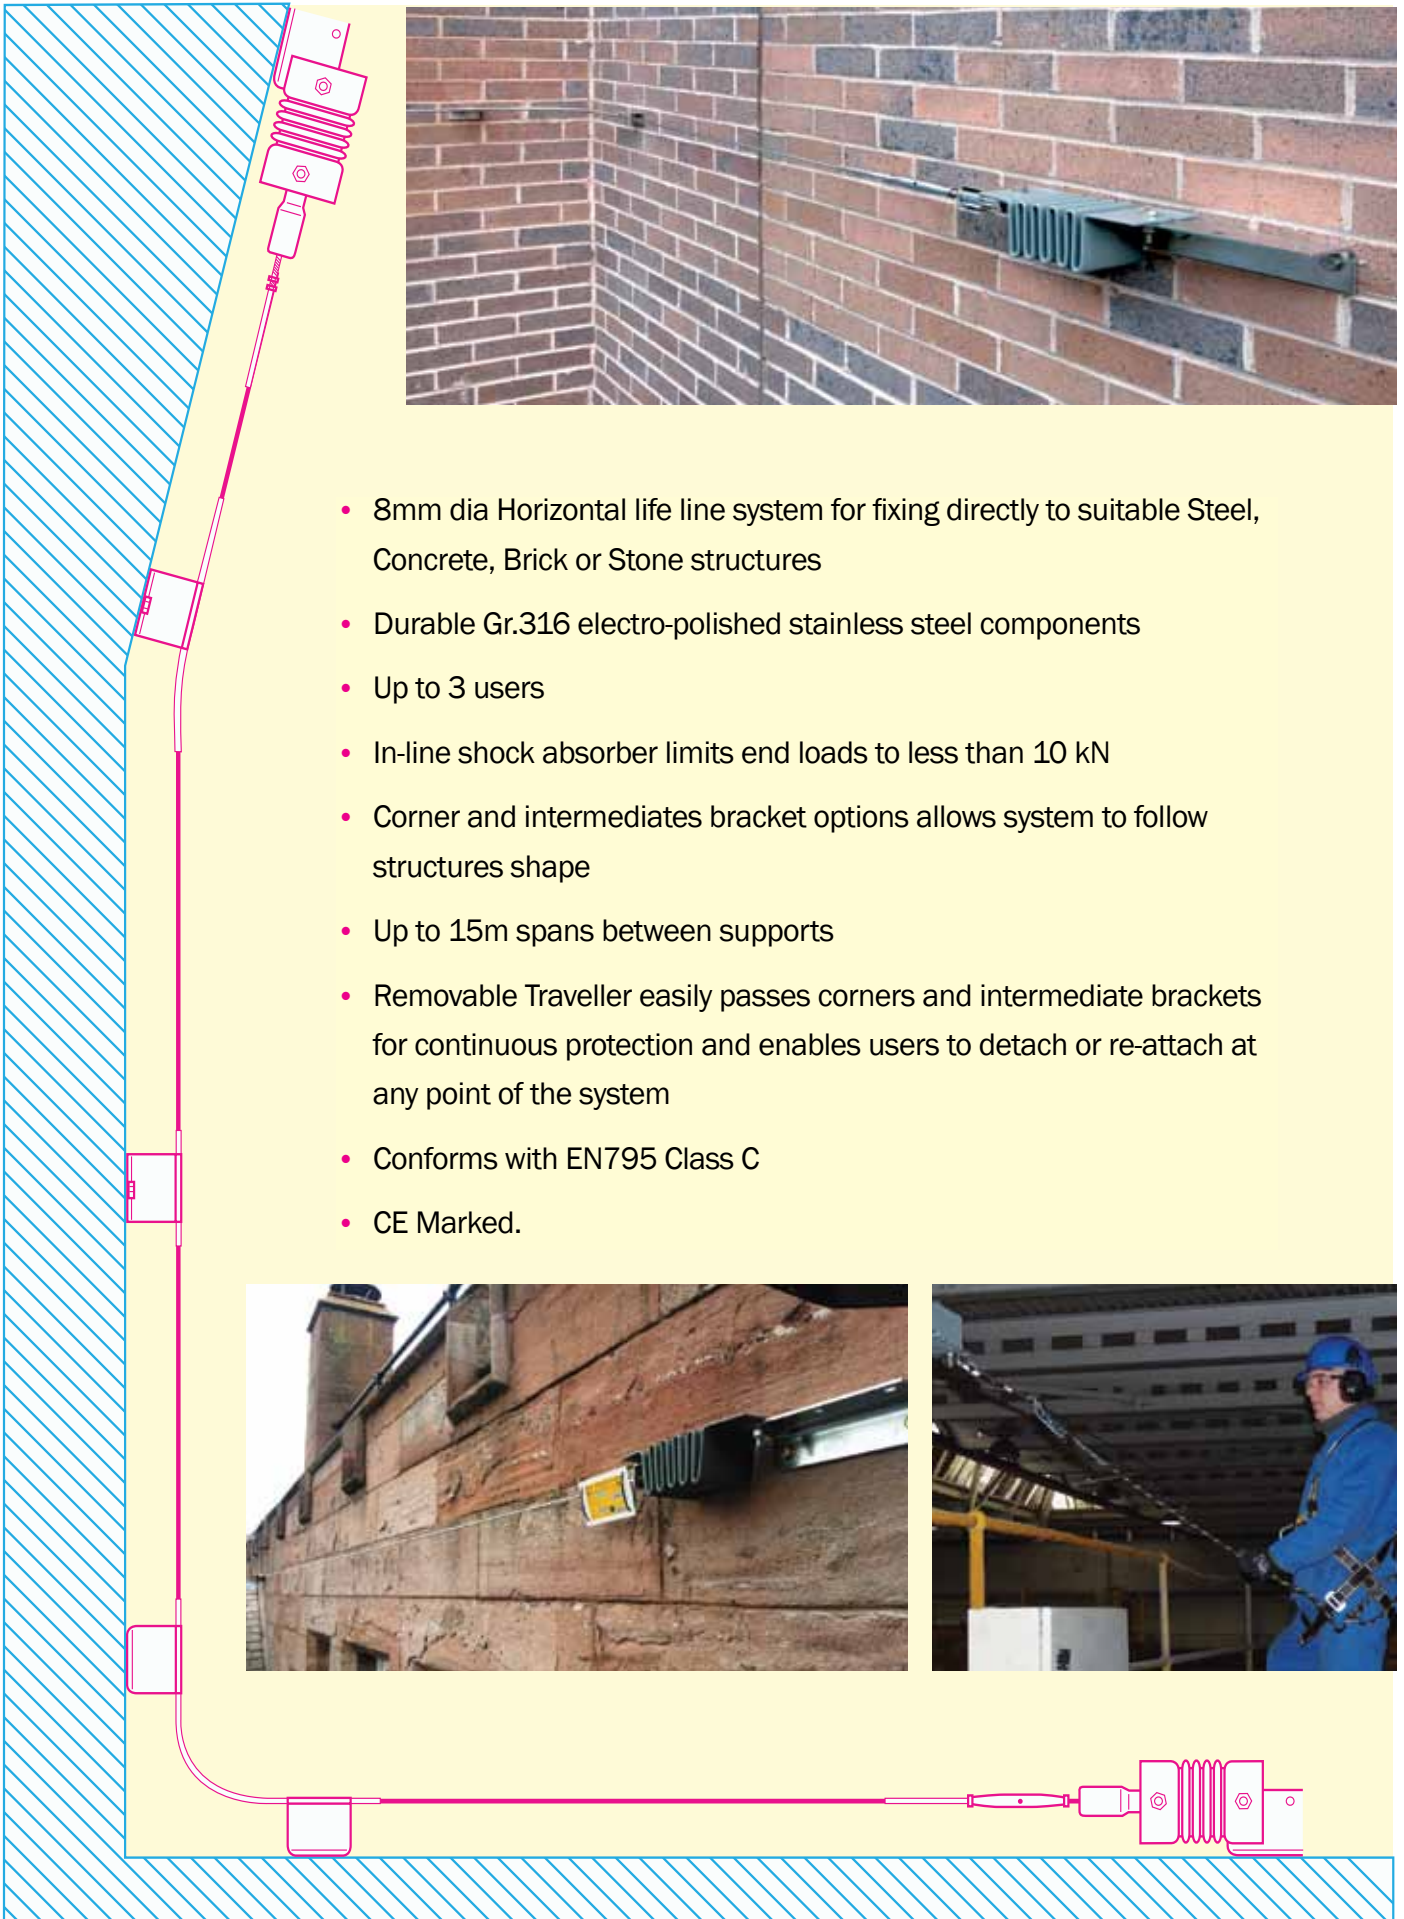 • 8mm dia Horizontal life line system for fixing directly to suitable Steel,
Concrete, Brick or Stone structures
• Durable Gr.316 electro-polished stainless steel components
• Up to 3 users
• In-line shock absorber limits end loads to less than 10 kN
• Corner and intermediates bracket options allows system to follow
structures shape
• Up to 15m spans between supports
• Removable Traveller easily passes corners and intermediate brackets
for continuous protection and enables users to detach or re-attach at
any point of the system
• Conforms with EN795 Class C
• CE Marked.